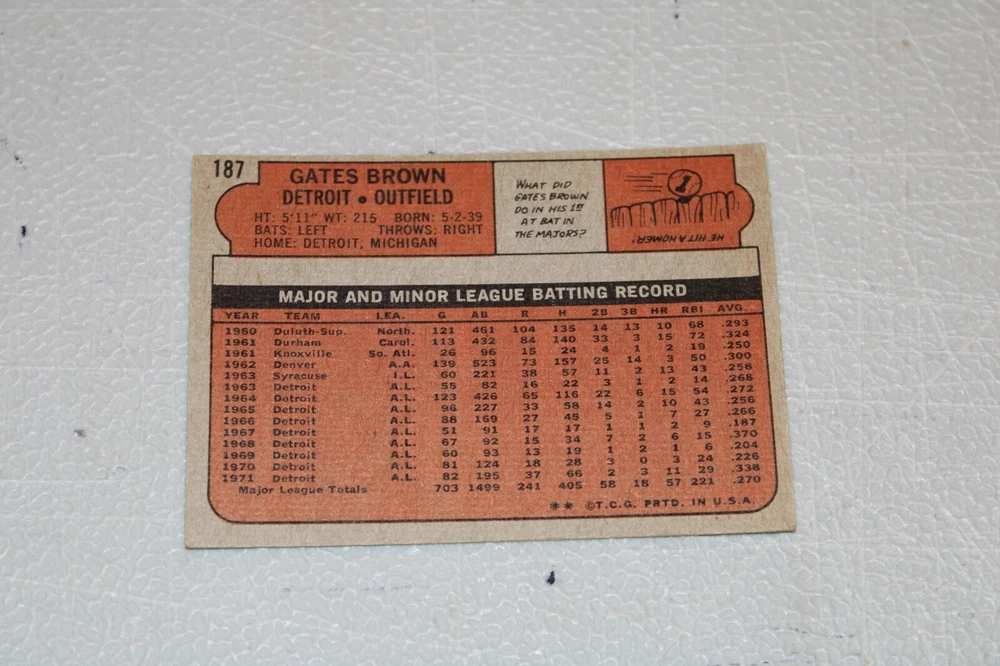 187
GATES BROWN
DETROIT • OUTFIELD
HT: 5'11" WT: 215 BORN: 5-2-39
BATS: LEFT THROWS: RIGHT
HOME: DETROIT, MICHIGAN
WHAT DID
GATES BROWN
DO IN HIS 1ST
AT BAT IN
THE MAJORS?
1
HE HIT A HOMER!
MAJOR AND MINOR LEAGUE BATTING RECORD
YEAR TEAM LEA. G AB R H 2B 3B HR RBI AVG.
1960 Duluth-Sup. North. 121 461 104 135 14 13 10 68 .293
1961 Durham Carol. 113 432 84 140 33 3 15 72 .324
1961 Knoxville So. Atl. 26 96 15 24 4 1 2 19 .250
1962 Denver A.A. 139 523 73 157 25 14 3 50 .300
1963 Syracuse I.L. 60 221 38 57 11 2 13 43 .258
1963 Detroit A.L. 55 82 16 22 3 1 2 14 .268
1964 Detroit A.L. 123 426 65 116 22 6 15 54 .272
1965 Detroit A.L. 96 227 33 58 14 2 10 43 .256
1966 Detroit A.L. 88 169 27 45 5 1 7 27 .266
1967 Detroit A.L. 51 91 17 17 1 1 2 9 .187
1968 Detroit A.L. 67 92 15 34 7 2 6 15 .370
1969 Detroit A.L. 60 93 13 19 1 2 1 6 .204
1970 Detroit A.L. 81 124 18 28 3 0 3 24 .226
1971 Detroit A.L. 82 195 37 66 2 3 11 29 .338
Major League Totals 703 1499 241 405 58 18 57 221 .270
** ©T.C.G. PRTD. IN U.S.A.